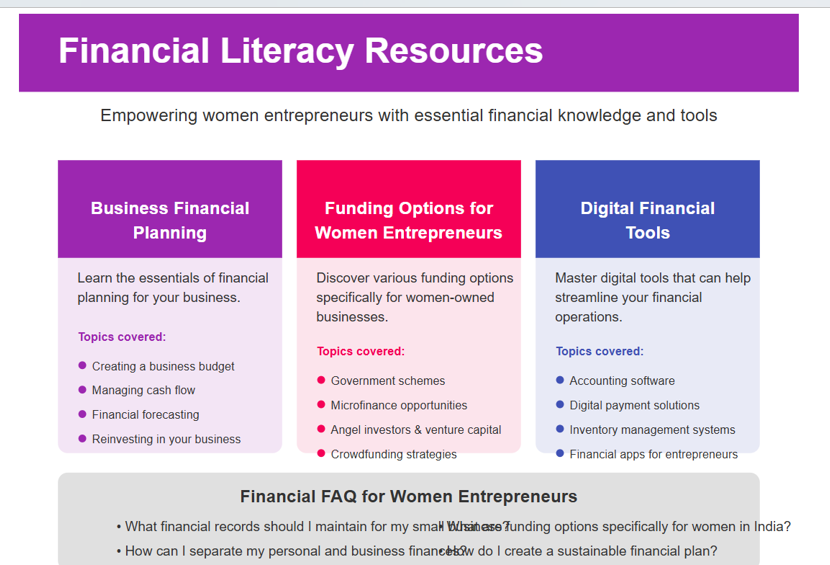 Financial Literacy Resources
Empowering women entrepreneurs with essential financial knowledge and tools
Business Financial
Planning
Learn the essentials of financial
planning for your business.
Topics covered:
Creating a business budget
Managing cash flow
Financial forecasting
Reinvesting in your business
Funding Options for
Women Entrepreneurs
Discover various funding options
specifically for women-owned
businesses.
Topics covered:
Government schemes
Microfinance opportunities
Angel investors & venture capital
Crowdfunding strategies
Digital Financial
Tools
Master digital tools that can help
streamline your financial
operations.
Topics covered:
Accounting software
Digital payment solutions
Inventory management systems
Financial apps for entrepreneurs
Financial FAQ for Women Entrepreneurs
• What financial records should I maintain for my small business?
• What are funding options specifically for women in India?
• How can I separate my personal and business finances?
• How do I create a sustainable financial plan?